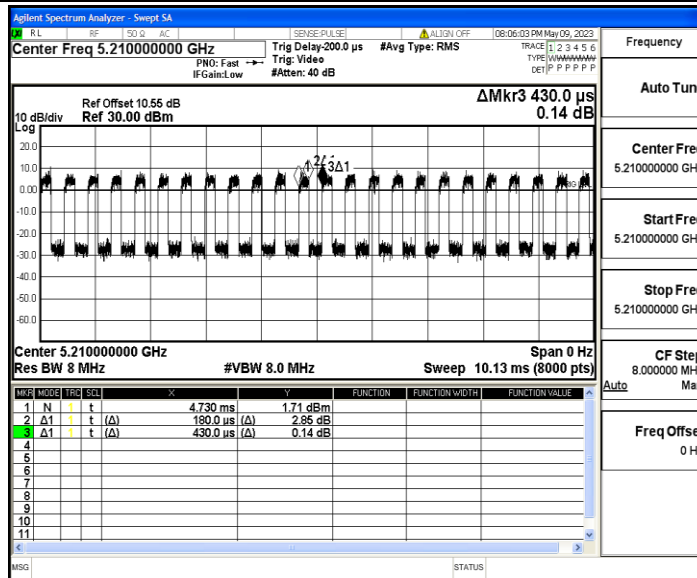 Agilent Spectrum Analyzer - Swept SA
RL RF 50 Ω AC SENSE:PULSE ALIGN OFF 08:06:03 PM May 09, 2023
Center Freq 5.210000000 GHz
PNO: Fast
IFGain:Low
Trig Delay-200.0 µs
Trig: Video
#Atten: 40 dB
#Avg Type: RMS
TRACE 1 2 3 4 5 6
TYPE
DET P P P P P P
ΔMkr3 430.0 µs
0.14 dB
Ref Offset 10.55 dB
10 dB/div Ref 30.00 dBm
Log
20.0
10.0
0.00
-10.0
-20.0
-30.0
-40.0
-50.0
-60.0
3Δ1
Center 5.210000000 GHz Span 0 Hz
Res BW 8 MHz #VBW 8.0 MHz Sweep 10.13 ms (8000 pts)
MKR MODE TRC SCL X Y FUNCTION FUNCTION WIDTH FUNCTION VALUE
1 N 1 t 4.730 ms 1.71 dBm
2 Δ1 1 t (Δ) 180.0 µs (Δ) 2.85 dB
3 Δ1 1 t (Δ) 430.0 µs (Δ) 0.14 dB
4
5
6
7
8
9
10
11
MSG STATUS
Frequency
Auto Tun
Center Fre
5.210000000 GH
Start Fre
5.210000000 GH
Stop Fre
5.210000000 GH
CF Step
8.000000 MH
Auto Ma
Freq Offse
0 H